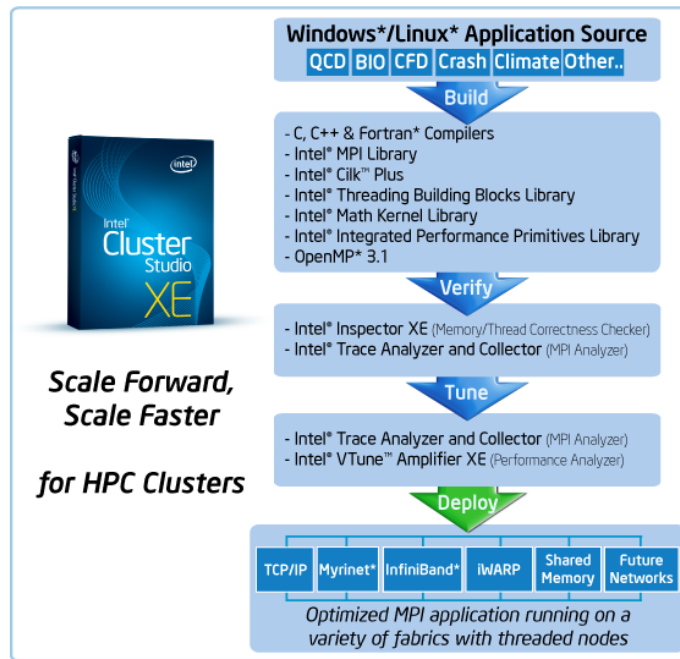 Windows*/Linux* Application Source
QCD BIO CFD Crash Climate Other..
Build
- C, C++ & Fortran* Compilers
- Intel® MPI Library
- Intel® Cilk™ Plus
- Intel® Threading Building Blocks Library
- Intel® Math Kernel Library
- Intel® Integrated Performance Primitives Library
- OpenMP* 3.1
Verify
- Intel® Inspector XE (Memory/Thread Correctness Checker)
- Intel® Trace Analyzer and Collector (MPI Analyzer)
Tune
- Intel® Trace Analyzer and Collector (MPI Analyzer)
- Intel® VTune™ Amplifier XE (Performance Analyzer)
Deploy
TCP/IP Myrinet* InfiniBand* iWARP Shared Memory Future Networks
Optimized MPI application running on a
variety of fabrics with threaded nodes
intel
Intel®
Cluster
Studio
XE
Scale Forward,
Scale Faster
for HPC Clusters